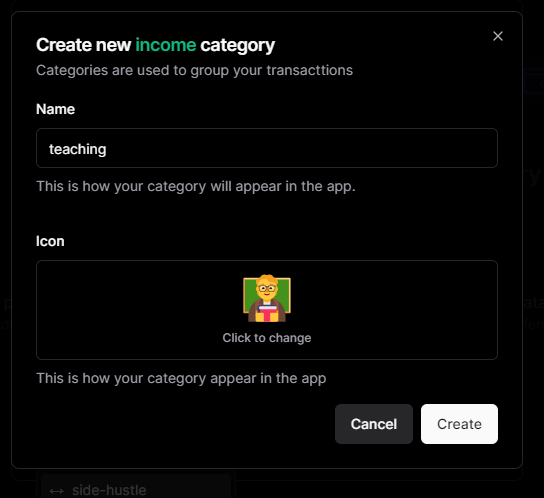 Create new income category
Categories are used to group your transacttions
Name
teaching
This is how your category will appear in the app.
Icon
Click to change
This is how your category appear in the app
Cancel
Create
side-hustle